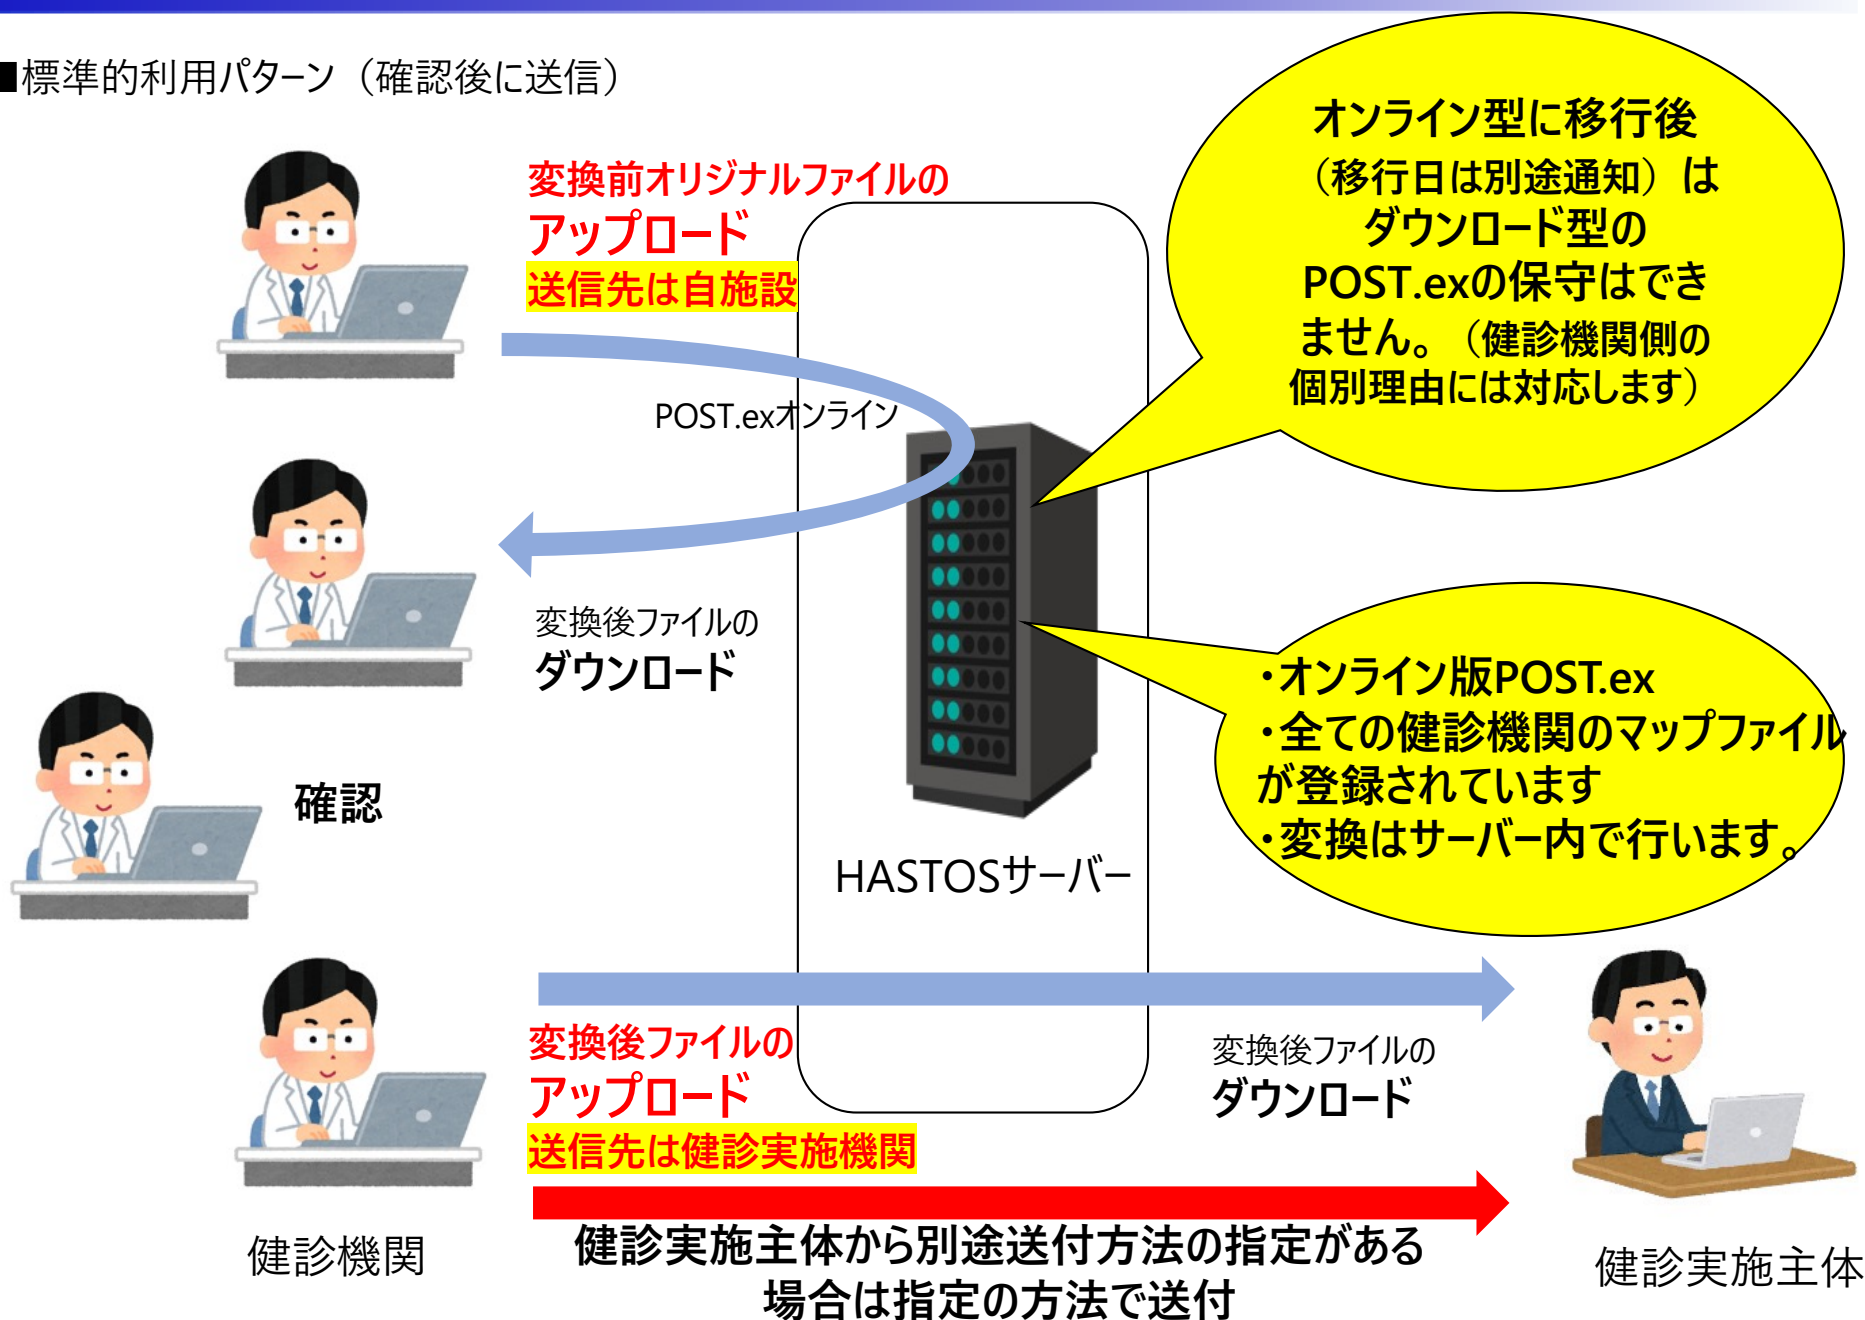 ■標準的利用パターン（確認後に送信）
変換前オリジナルファイルの
アップロード
送信先は自施設
POST.exオンライン
変換後ファイルの
ダウンロード
確認
オンライン型に移行後
（移行日は別途通知）は
ダウンロード型の
POST.exの保守はでき
ません。（健診機関側の
個別理由には対応します）
・オンライン版POST.ex
・全ての健診機関のマップファイル
が登録されています
・変換はサーバー内で行います。
HASTOSサーバー
変換後ファイルの
アップロード
送信先は健診実施機関
変換後ファイルの
ダウンロード
健診機関
健診実施主体から別途送付方法の指定がある
場合は指定の方法で送付
健診実施主体